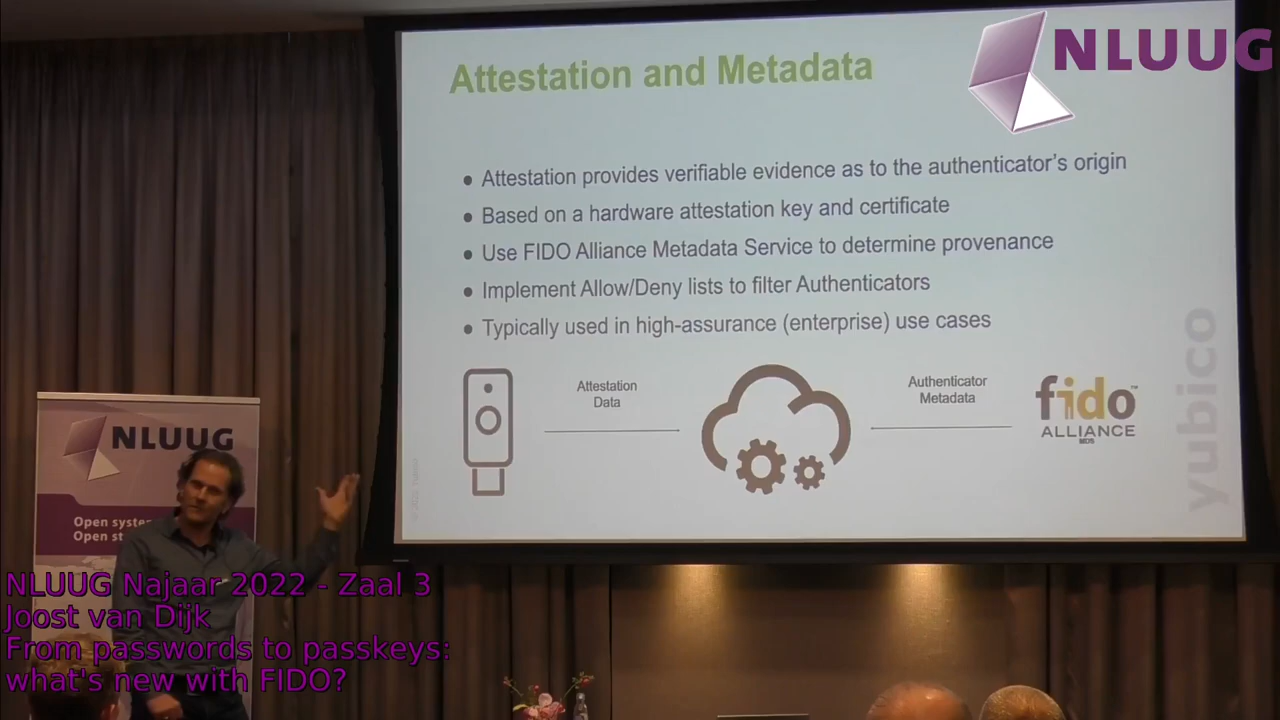 Attestation and Metadata
NLUUG
• Attestation provides verifiable evidence as to the authenticator's origin
• Based on a hardware attestation key and certificate
• Use FIDO Alliance Metadata Service to determine provenance
• Implement Allow/Deny lists to filter Authenticators
• Typically used in high-assurance (enterprise) use cases
Attestation
Data
Authenticator
Metadata
fido
ALLIANCE
MDS
yubico
NLUUG
Open syste
Open st
NLUUG Najaar 2022 - Zaal 3
Joost van Dijk
From passwords to passkeys:
what's new with FIDO?